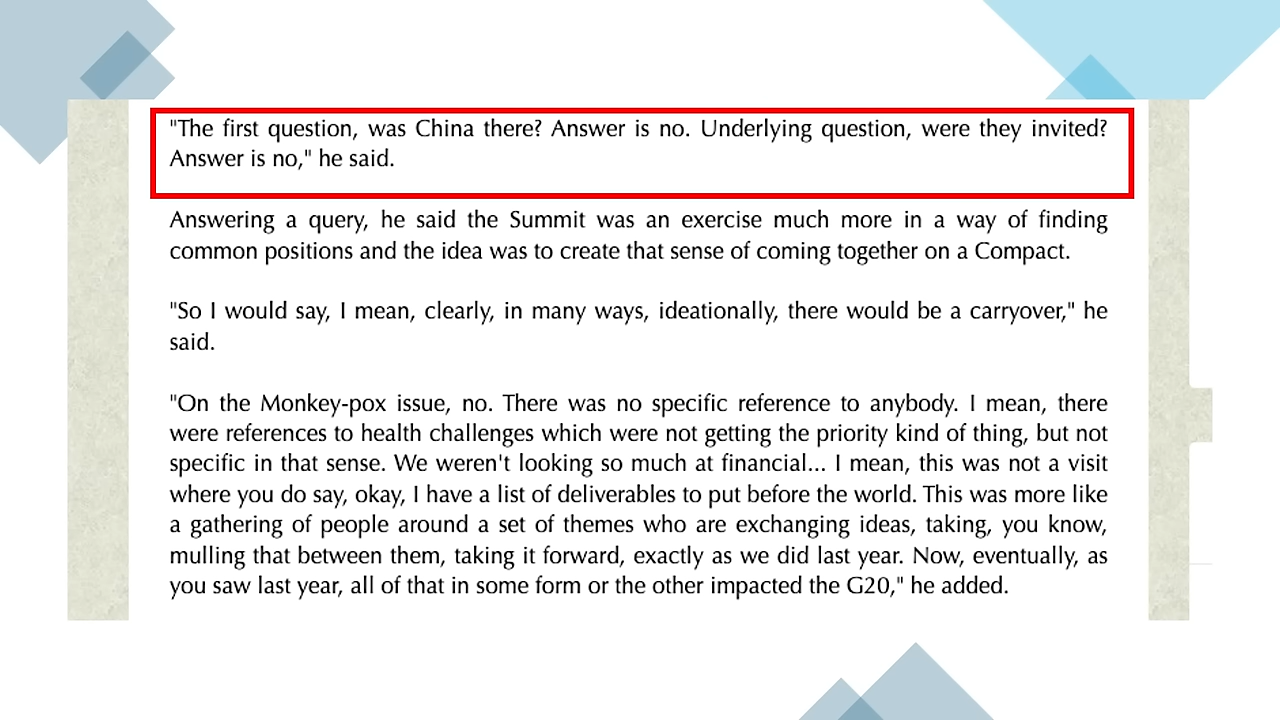 "The first question, was China there? Answer is no. Underlying question, were they invited?
Answer is no," he said.
Answering a query, he said the Summit was an exercise much more in a way of finding
common positions and the idea was to create that sense of coming together on a Compact.
"So I would say, I mean, clearly, in many ways, ideationally, there would be a carryover," he
said.
"On the Monkey-pox issue, no. There was no specific reference to anybody. I mean, there
were references to health challenges which were not getting the priority kind of thing, but not
specific in that sense. We weren't looking so much at financial... I mean, this was not a visit
where you do say, okay, I have a list of deliverables to put before the world. This was more like
a gathering of people around a set of themes who are exchanging ideas, taking, you know,
mulling that between them, taking it forward, exactly as we did last year. Now, eventually, as
you saw last year, all of that in some form or the other impacted the G20," he added.